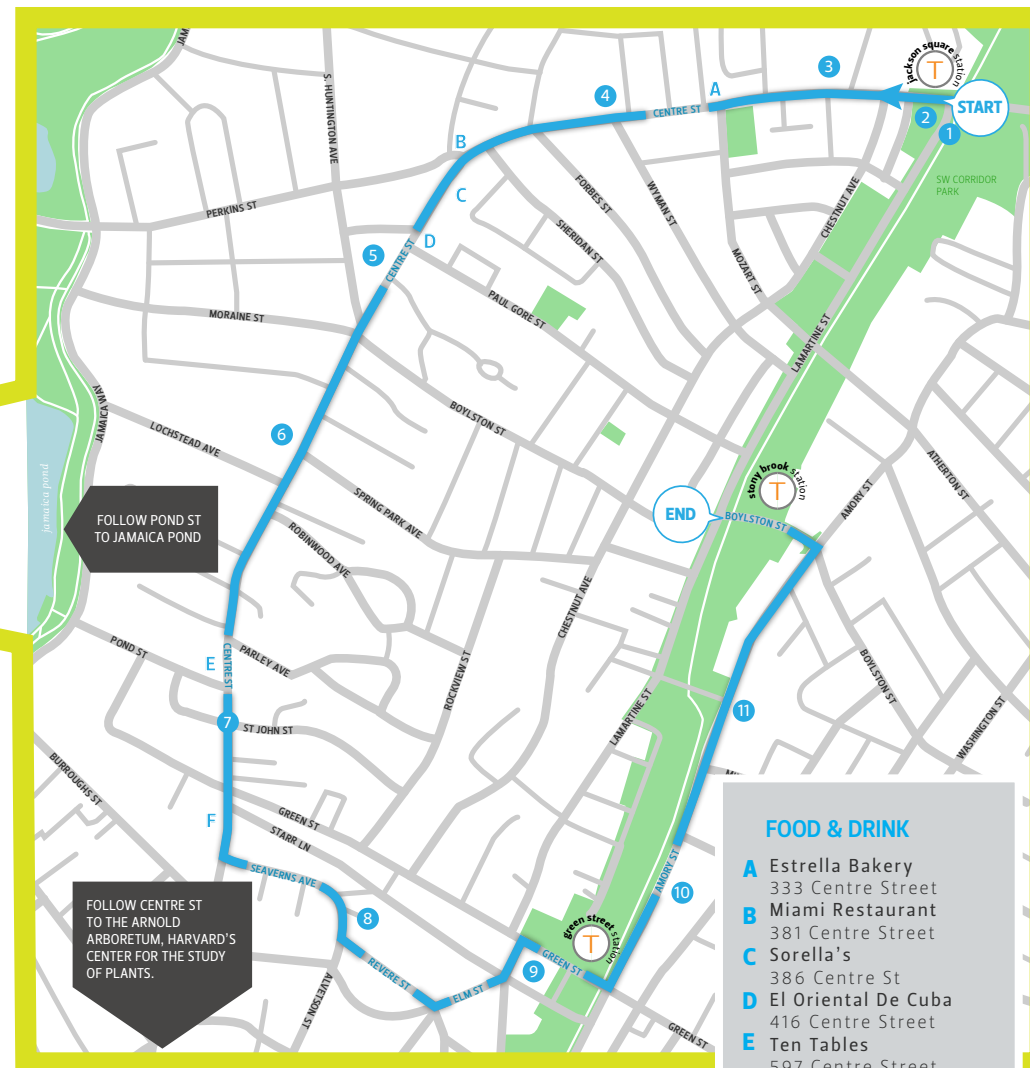 JAM
S. HUNTINGTON AVE
jackson square station
T
3
4
A
CENTRE ST
START
2
1
B
C
D
5
CENTRE ST
SW CORRIDOR
PARK
PERKINS ST
FORBES ST
SHERIDAN ST
WYMAN ST
MOZART ST
CHESTNUT AVE
LAMARTINE ST
PAUL GORE ST
MORAINE ST
JAMAICA
WAY
LOCHSTEAD AVE
6
BOYLSTON ST
SPRING PARK AVE
ROBINWOOD AVE
jamaica pond
FOLLOW POND ST
TO JAMAICA POND
stony brook station
T
END
BOYLSTON ST
AMORY ST
ATHERTON ST
CHESTNUT AVE
POND ST
E
CENTRE ST
PARLEY AVE
ROCKVIEW ST
BOYLSTON ST
WASHINGTON ST
LAMARTINE ST
11
7
ST JOHN ST
BURROUGHS ST
F
GREEN ST
STARR LN
SEAVERNS AVE
8
REVERE ST
ELM ST
ALVETSON ST
9
green street station
T
GREEN ST
AMORY ST
10
GREEN ST
FOLLOW CENTRE ST
TO THE ARNOLD
ARBORETUM, HARVARD'S
CENTER FOR THE STUDY
OF PLANTS.
FOOD & DRINK
A Estrella Bakery
333 Centre Street
B Miami Restaurant
381 Centre Street
C Sorella's
386 Centre St
D El Oriental De Cuba
416 Centre Street
E Ten Tables
597 Centre Street